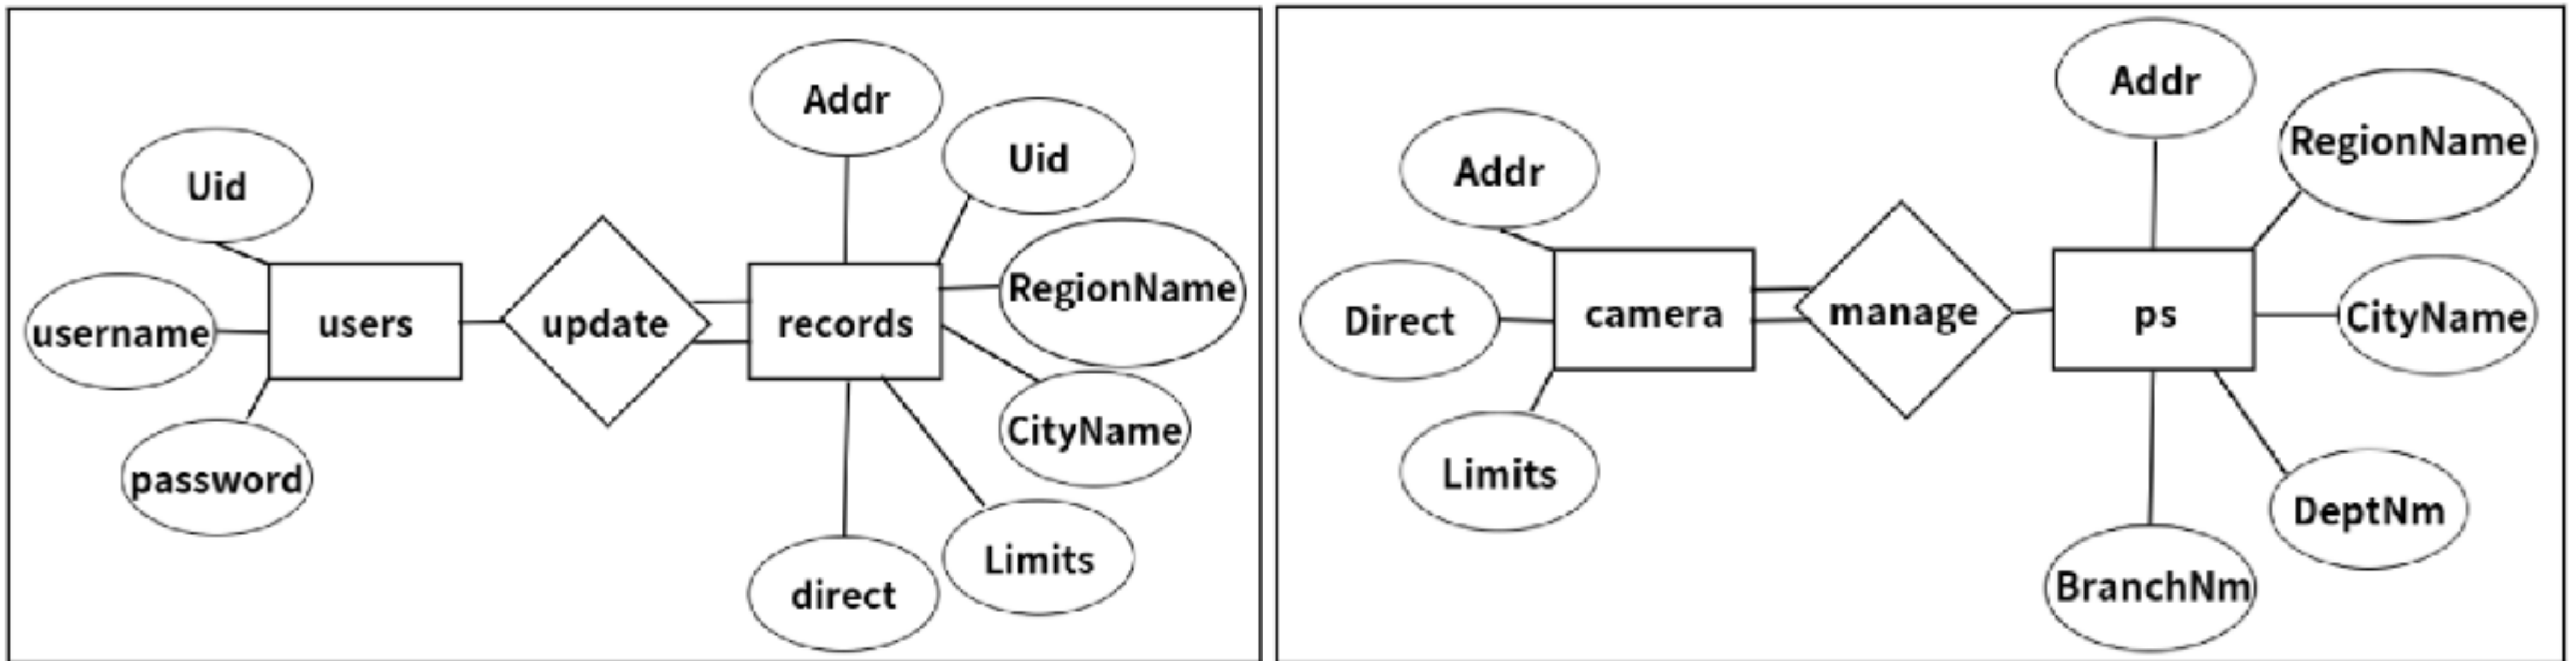 Uid
username
password
users
update
records
Addr
Uid
RegionName
CityName
Limits
direct
Addr
Direct
Limits
camera
manage
ps
Addr
RegionName
CityName
DeptNm
BranchNm